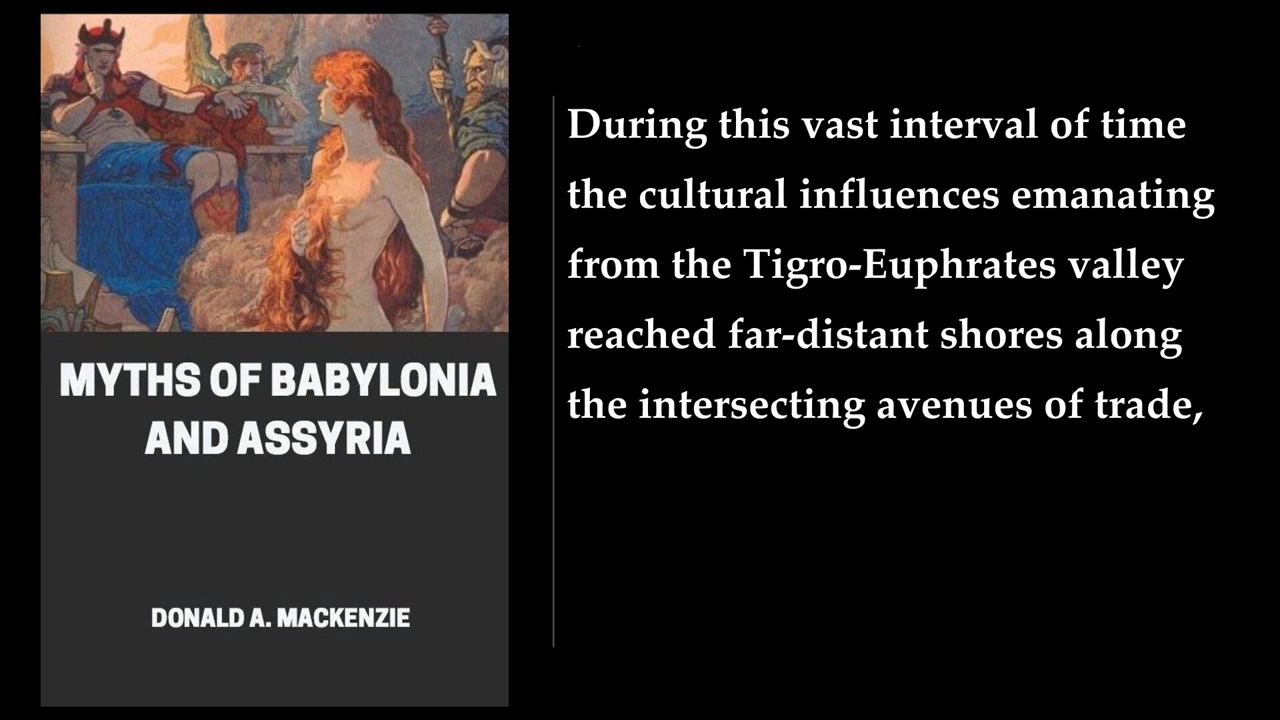 MYTHS OF BABYLONIA
AND ASSYRIA
DONALD A. MACKENZIE
During this vast interval of time
the cultural influences emanating
from the Tigro-Euphrates valley
reached far-distant shores along
the intersecting avenues of trade,